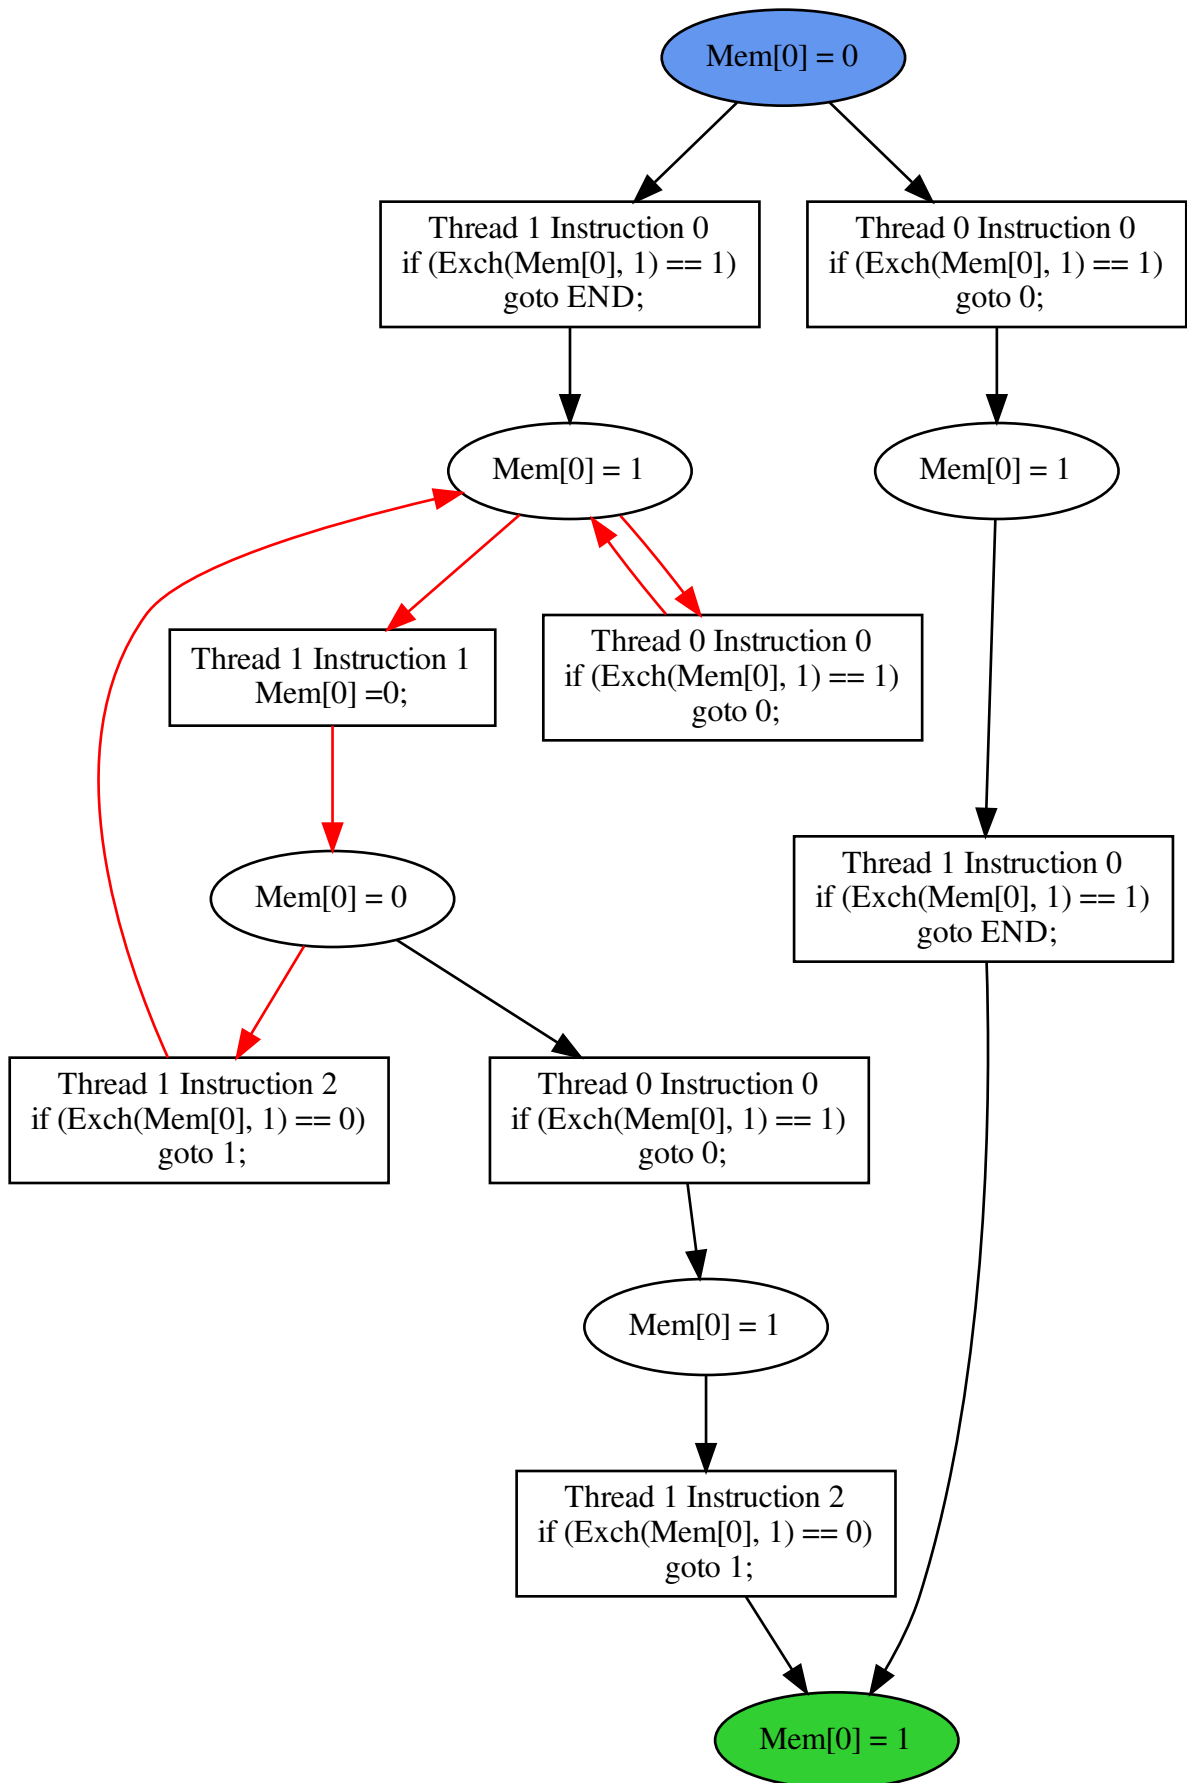 Mem[0] = 0
Thread 1 Instruction 0
if (Exch(Mem[0], 1) == 1)
goto END;
Thread 0 Instruction 0
if (Exch(Mem[0], 1) == 1)
goto 0;
Mem[0] = 1
Mem[0] = 1
Thread 1 Instruction 1
Mem[0] =0;
Thread 0 Instruction 0
if (Exch(Mem[0], 1) == 1)
goto 0;
Mem[0] = 0
Thread 1 Instruction 0
if (Exch(Mem[0], 1) == 1)
goto END;
Thread 1 Instruction 2
if (Exch(Mem[0], 1) == 0)
goto 1;
Thread 0 Instruction 0
if (Exch(Mem[0], 1) == 1)
goto 0;
Mem[0] = 1
Thread 1 Instruction 2
if (Exch(Mem[0], 1) == 0)
goto 1;
Mem[0] = 1